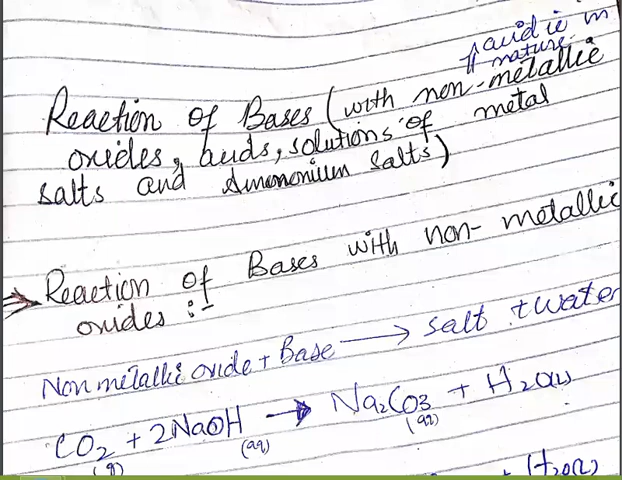 acidic in
nature.
Reaction of Bases (with non-metallic
oxides, acids, solutions of metal
salts and Ammonium Salts)
Reaction of Bases with non-metallic
oxides :-
Non metallic oxide + Base → Salt + water
CO2 + 2NaOH → Na2CO3 + H2O(l)
(g) (aq) (aq)
+ H2O(l)